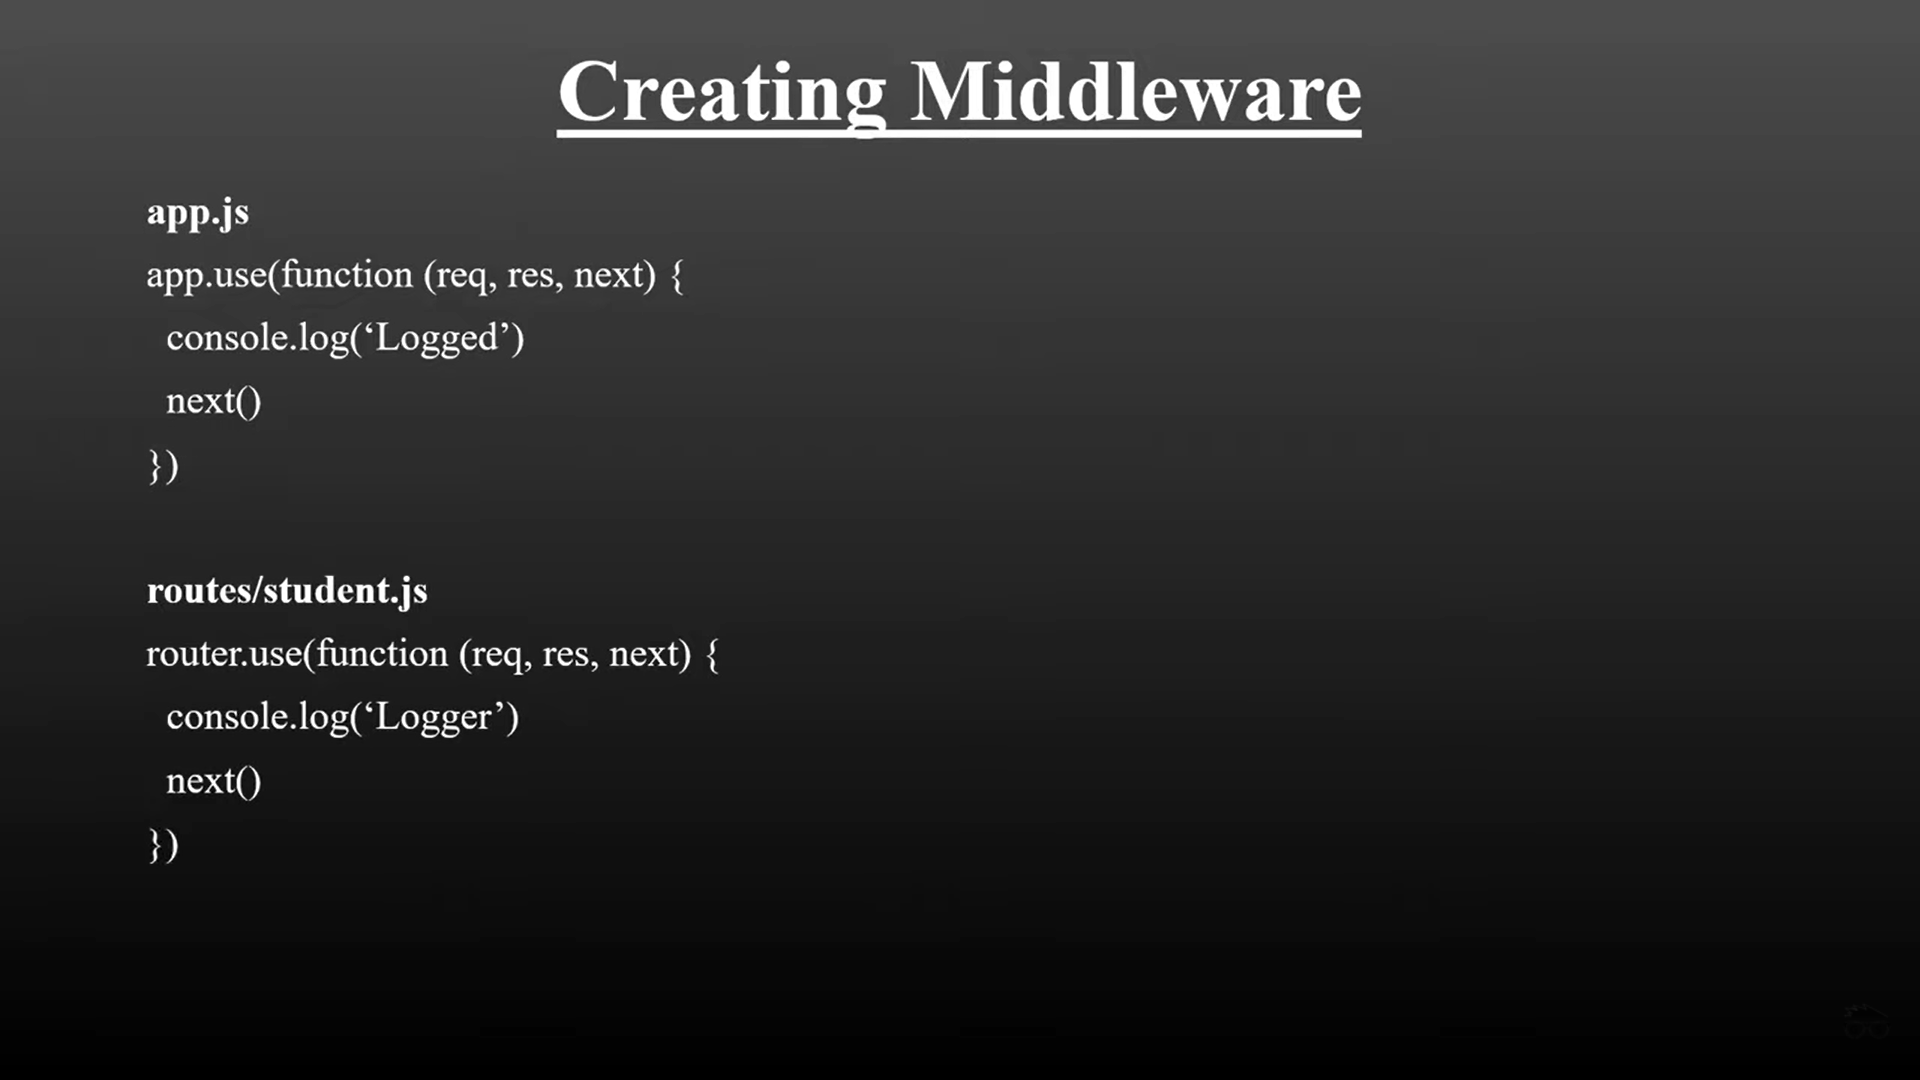 Creating Middleware
app.js
app.use(function (req, res, next) {
console.log(‘Logged’)
next()
})
routes/student.js
router.use(function (req, res, next) {
console.log(‘Logger’)
next()
})